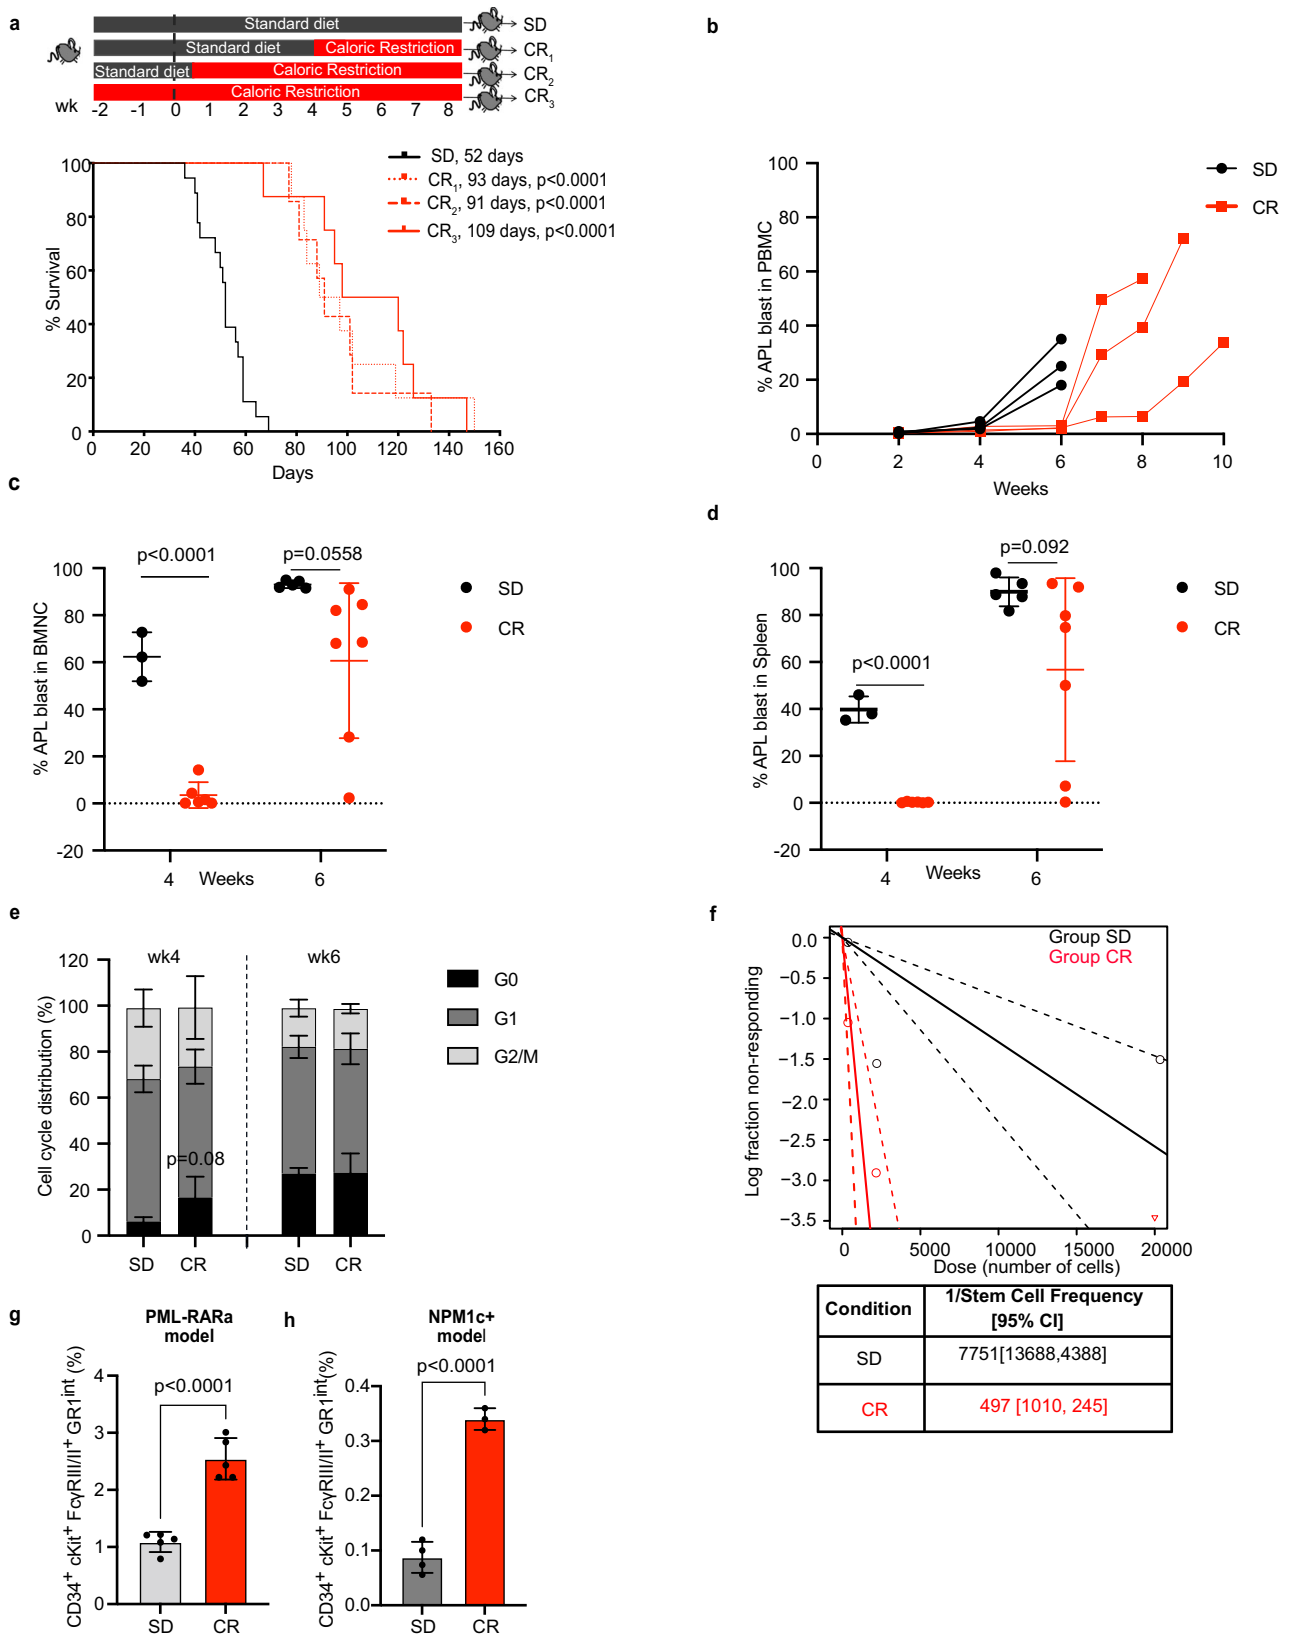 a
Standard diet
SD
Standard diet Caloric Restriction
CR1
Standard diet Caloric Restriction
CR2
Caloric Restriction
CR3
wk -2 -1 0 1 2 3 4 5 6 7 8
SD, 52 days
CR1, 93 days, p<0.0001
CR2, 91 days, p<0.0001
CR3, 109 days, p<0.0001
% Survival
100
80
60
40
20
0
0 20 40 60 80 100 120 140 160
Days
b
% APL blast in PBMC
100
80
60
40
20
0
0 2 4 6 8 10
Weeks
SD
CR
c
p<0.0001
p=0.0558
% APL blast in BMNC
100
80
60
40
20
0
-20
4 Weeks 6
SD
CR
d
p<0.0001
p=0.092
% APL blast in Spleen
100
80
60
40
20
0
-20
4 Weeks 6
SD
CR
e
Cell cycle distribution (%)
120
100
80
60
40
20
0
wk4 wk6
p=0.08
SD CR SD CR
G0
G1
G2/M
f
Log fraction non-responding
0.0
−0.5
−1.0
−1.5
−2.0
−2.5
−3.0
−3.5
Group SD
Group CR
0 5000 10000 15000 20000
Dose (number of cells)
Condition 1/Stem Cell Frequency
[95% CI]
SD 7751[13688,4388]
CR 497 [1010, 245]
g
PML-RARa
model
CD34+ cKit+ FcγRIII/II+ GR1int (%)
4
3
2
1
0
p<0.0001
SD CR
h
NPM1c+
model
CD34+ cKit+ FcγRIII/II+ GR1int(%)
0.4
0.3
0.2
0.1
0.0
p<0.0001
SD CR